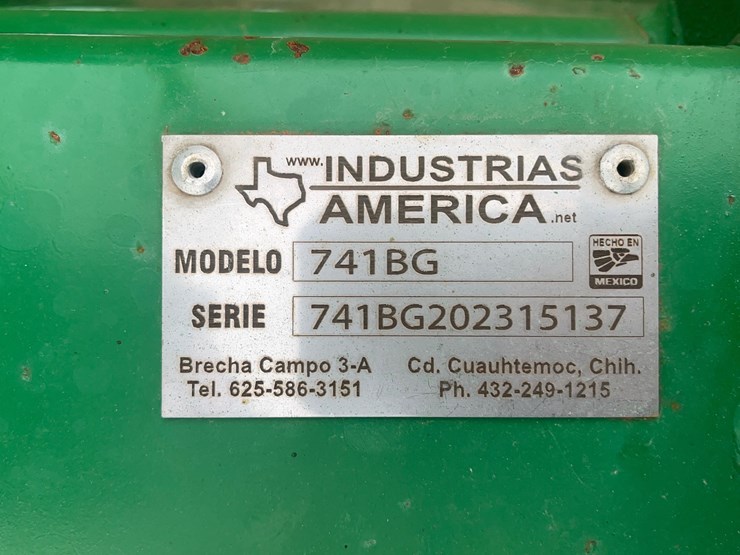 www.INDUSTRIAS
AMERICA.net
MODELO 741BG
HECHO EN
MEXICO
SERIE 741BG202315137
Brecha Campo 3-A Cd. Cuauhtemoc, Chih.
Tel. 625-586-3151 Ph. 432-249-1215